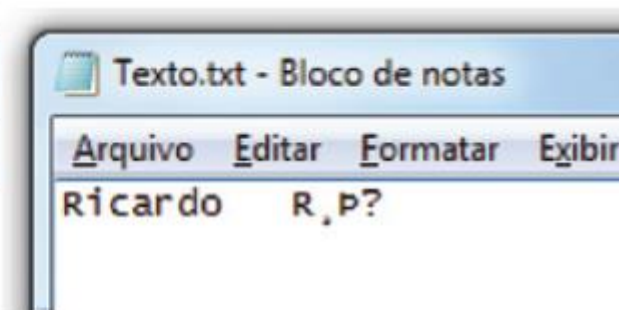 Texto.txt - Bloco de notas
Arquivo Editar Formatar Exibir
Ricardo R¸Þ?